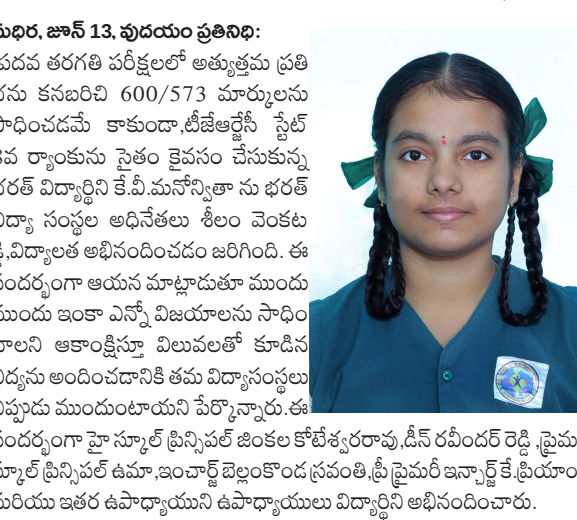 మధిర, జూన్ 13, వుదయం ప్రతినిధి:
పదవ తరగతి పరీక్షలలో అత్యుత్తమ ప్రతి
భను కనబరిచి 600/573 మార్కులను
సాధించడమే కాకుండా,టీజేఆర్జేసీ స్టేట్
ర్యాంకును సైతం కైవసం చేసుకున్న
భరత్ విద్యార్థిని కే.వీ.మనోన్వితా ను భరత్
విద్యా సంస్థల అధినేతలు శీలం వెంకట
విద్యాలత అభినందించడం జరిగింది. ఈ
సందర్భంగా ఆయన మాట్లాడుతూ ముందు
ముందు ఇంకా ఎన్నో విజయాలను సాధిం
చాలని ఆకాంక్షిస్తూ విలువలతో కూడిన
విద్యను అందించడానికి తమ విద్యాసంస్థలు
ఎప్పుడు ముందుంటాయని పేర్కొన్నారు.ఈ
సందర్భంగా హై స్కూల్ ప్రిన్సిపల్ జింకల కోటేశ్వరరావు,డీన్ రవీందర్ రెడ్డి ,ప్రైమ
స్కూల్ ప్రిన్సిపల్ ఉమా,ఇంచార్జ్ బెల్లంకొండ స్రవంతి,ప్రీ ప్రైమరీ ఇన్చార్జ్ కే.ప్రియాం
మరియు ఇతర ఉపాధ్యాయుని ఉపాధ్యాయులు విద్యార్థిని అభినందించారు.